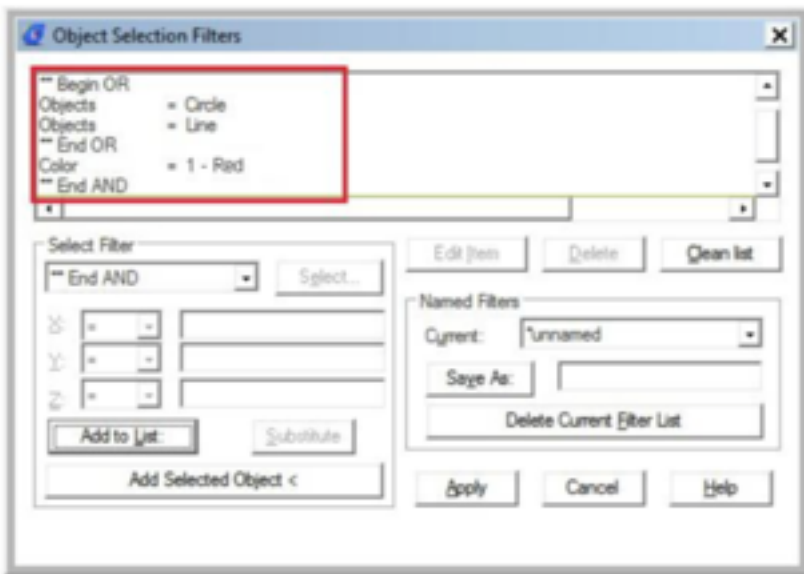 Object Selection Filters
** Begin OR
Objects = Circle
Objects = Line
** End OR
Color = 1 - Red
** End AND
Select Filter
** End AND
Select...
X: =
Y: =
Z: =
Add to List:
Substitute
Add Selected Object <
Edit Item
Delete
Clean list
Named Filters
Current: *unnamed
Save As:
Delete Current Filter List
Apply
Cancel
Help